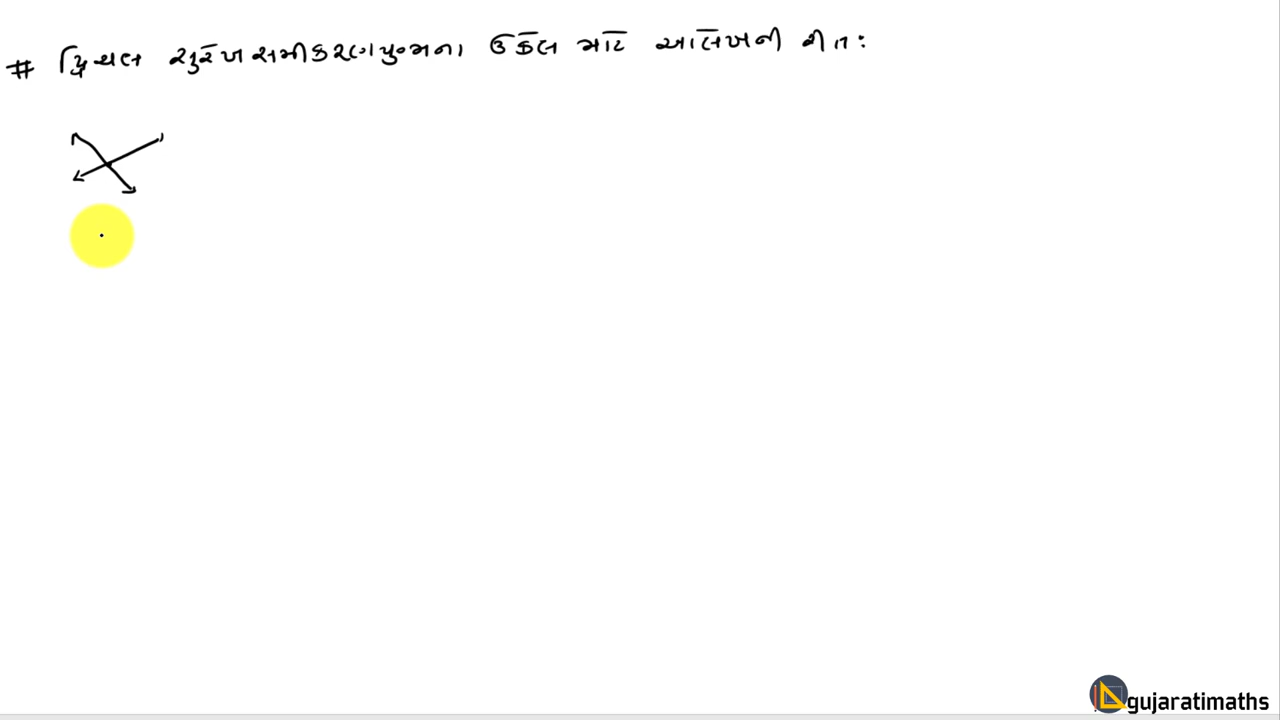 # દ્વિચલ સુરેખ સમીકરણયુગ્મના ઉકેલ માટે આલેખની રીત :
gujaratimaths